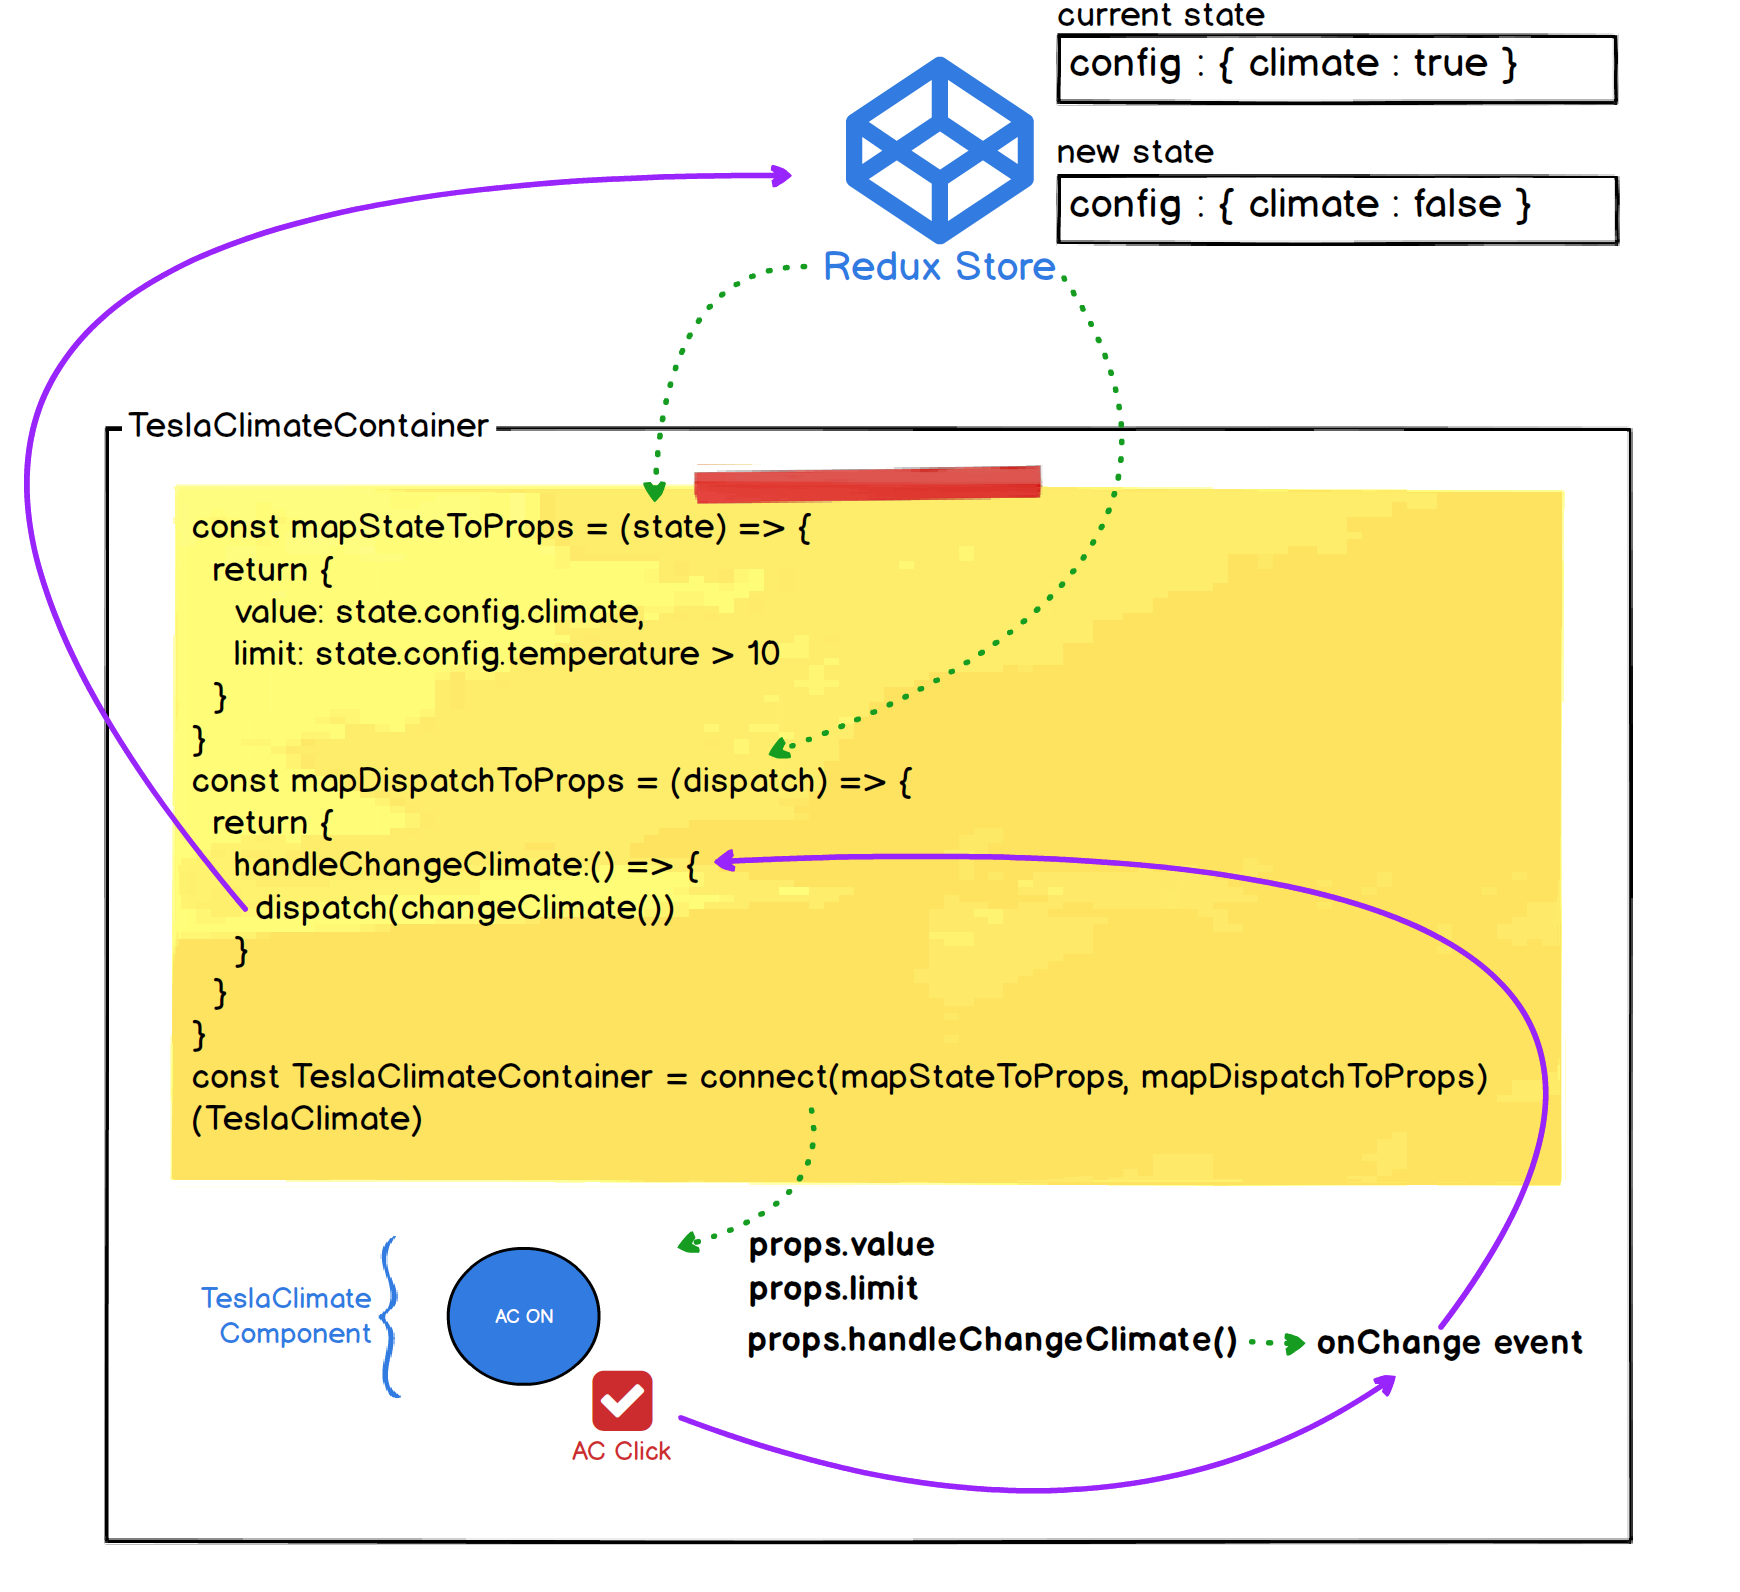 current state
config : { climate : true }
new state
config : { climate : false }
Redux Store
TeslaClimateContainer
const mapStateToProps = (state) => {
return {
value: state.config.climate,
limit: state.config.temperature > 10
}
}
const mapDispatchToProps = (dispatch) => {
return {
handleChangeClimate:() => {
dispatch(changeClimate())
}
}
}
const TeslaClimateContainer = connect(mapStateToProps, mapDispatchToProps)
(TeslaClimate)
TeslaClimate
Component
AC ON
AC Click
props.value
props.limit
props.handleChangeClimate()
onChange event